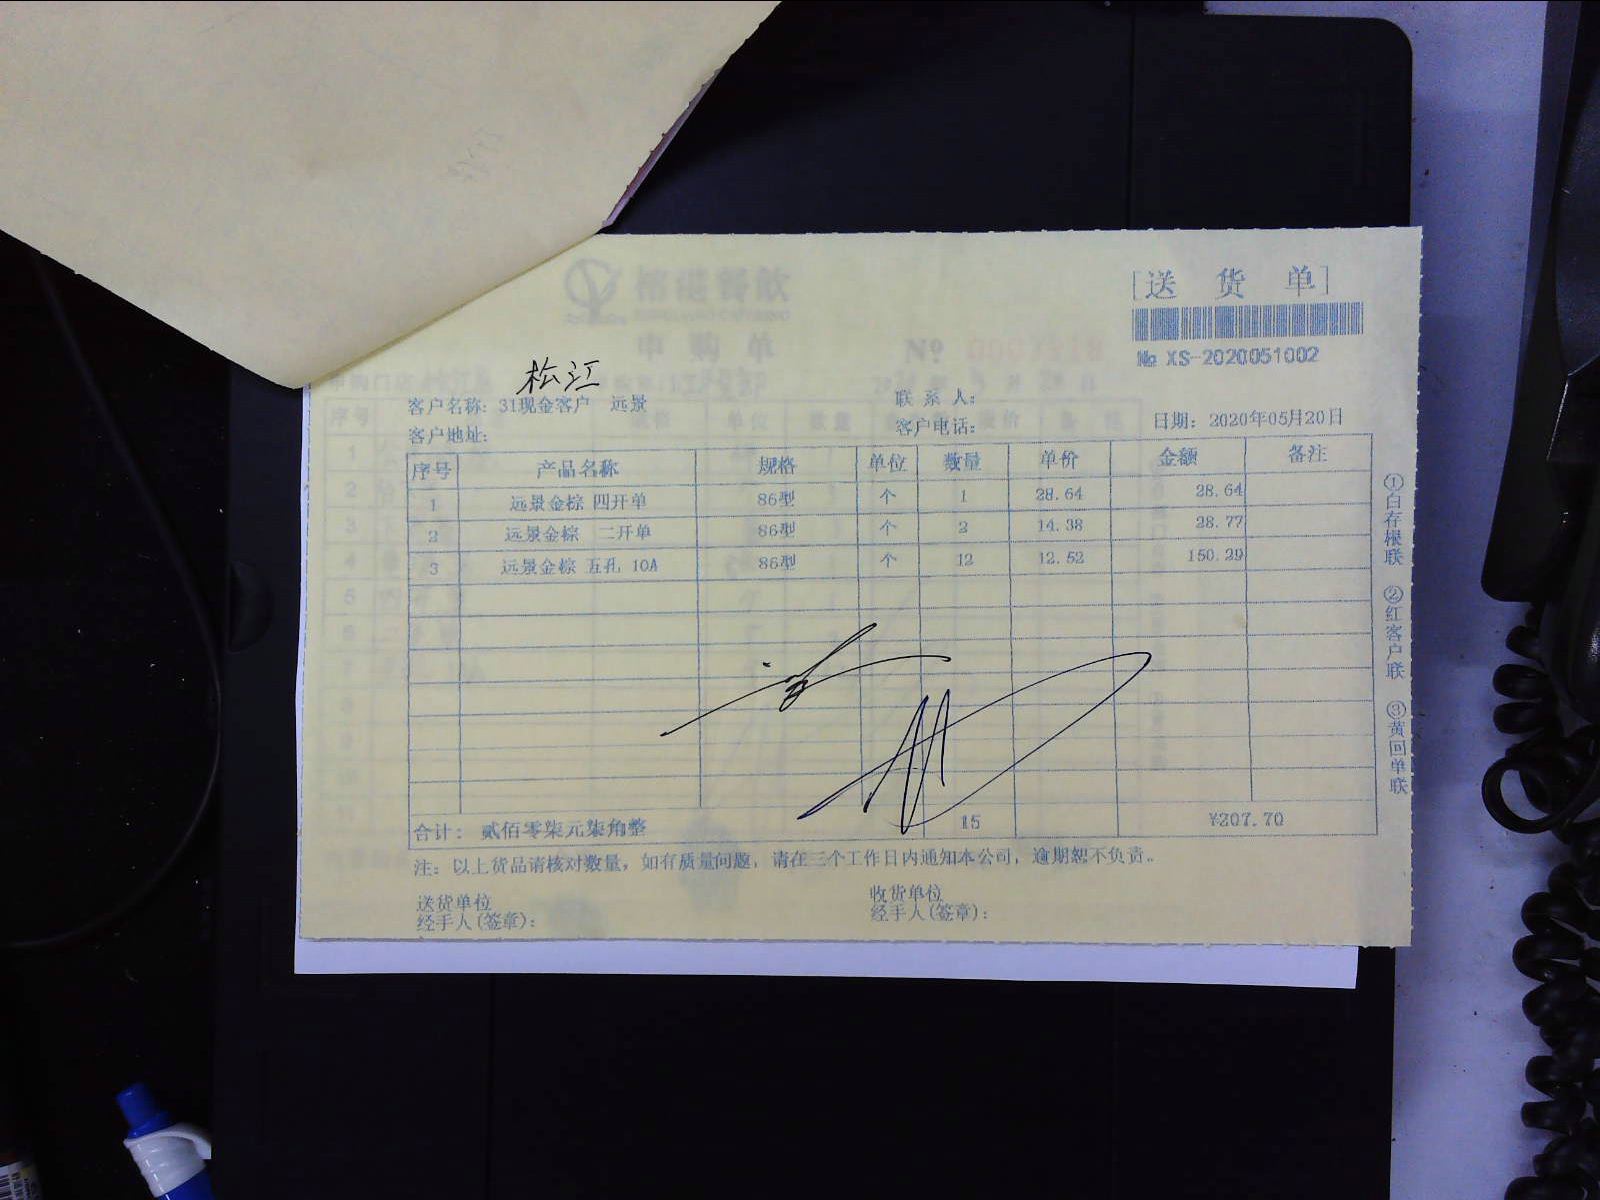 [送 货 单]
№ XS-2020051002
松江
客户名称: 31现金客户 远景
联 系 人:
客户地址:
客户电话:
日期: 2020年05月20日
序号 产品名称 规格 单位 数量 单价 金额 备注
1 远景金棕 四开单 86型 个 1 28.64 28.64
2 远景金棕 二开单 86型 个 2 14.38 28.77
3 远景金棕 五孔 10A 86型 个 12 12.52 150.29
合计: 贰佰零柒元柒角整 15 ¥207.70
注: 以上货品请核对数量, 如有质量问题, 请在三个工作日内通知本公司, 逾期恕不负责。
送货单位
经手人(签章):
收货单位
经手人(签章):
①白存根联 ②红客户联 ③黄回单联
申 购 单
№